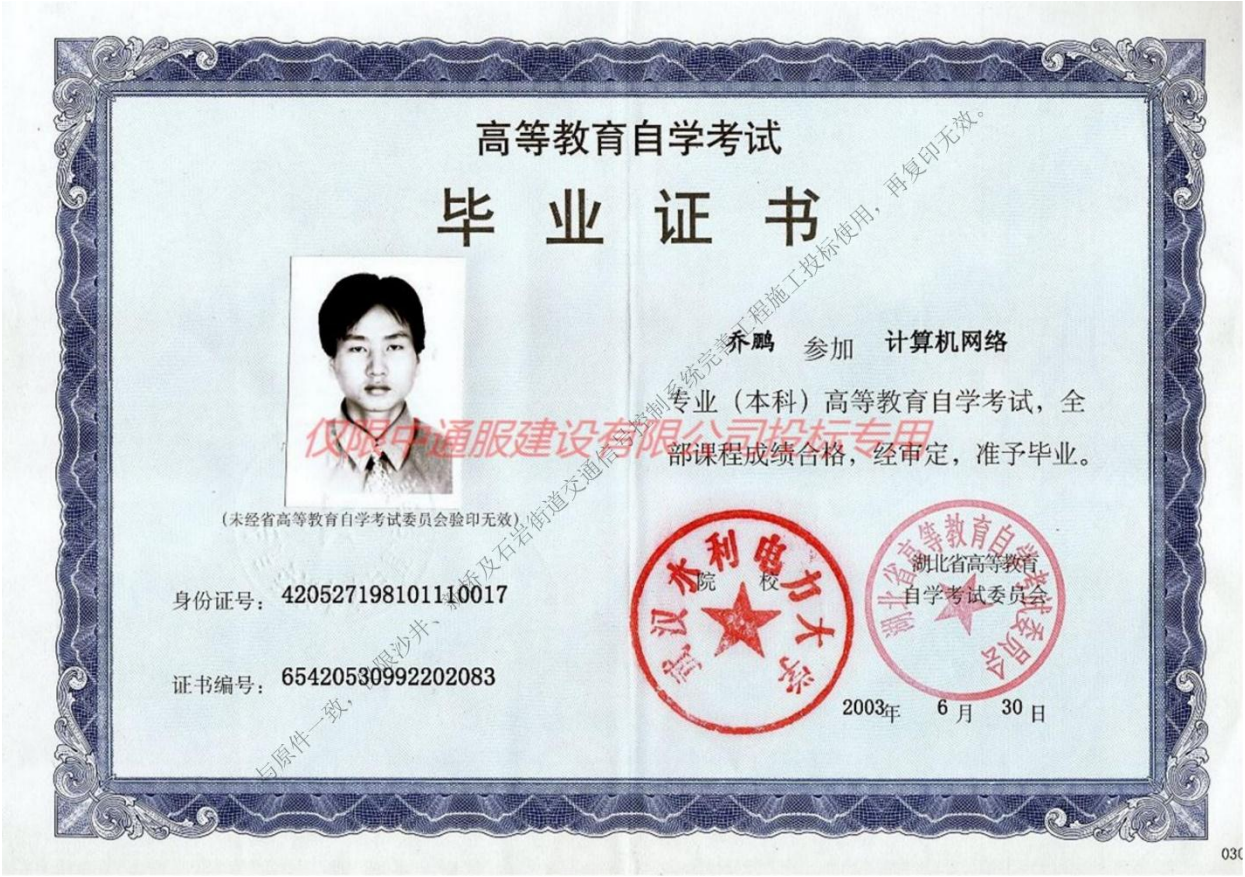 高等教育自学考试
毕业证书
乔鹏 参加 计算机网络
专业（本科）高等教育自学考试，全
部课程成绩合格，经审定，准予毕业。
仅限中通服建设有限公司投标专用
（未经省高等教育自学考试委员会验印无效）
身份证号：420527198101110017
证书编号：65420530992202083
武汉水利电力大学
院校
湖北省高等教育自学考试委员会
湖北省高等教育
自学考试委员会
2003年 6月 30日
与原件一致，仅限沙井、新桥及石岩街道交通信号控制系统完善工程施工投标使用，再复印无效。
030